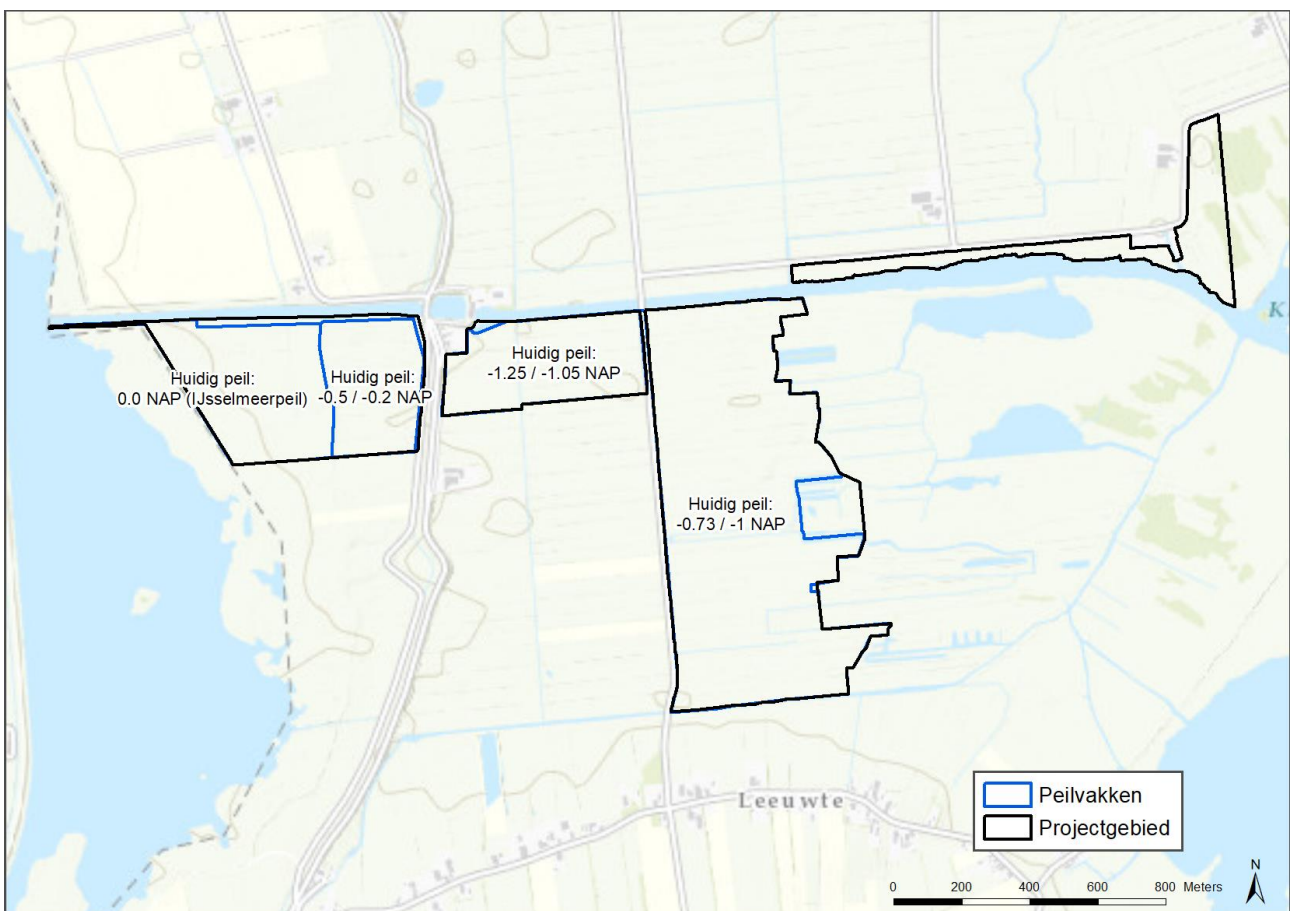 Huidig peil:
0.0 NAP (IJsselmeerpeil)
Huidig peil:
-0.5 / -0.2 NAP
Huidig peil:
-1.25 / -1.05 NAP
Huidig peil:
-0.73 / -1 NAP
Leeuwte
Peilvakken
Projectgebied
0 200 400 600 800 Meters
N